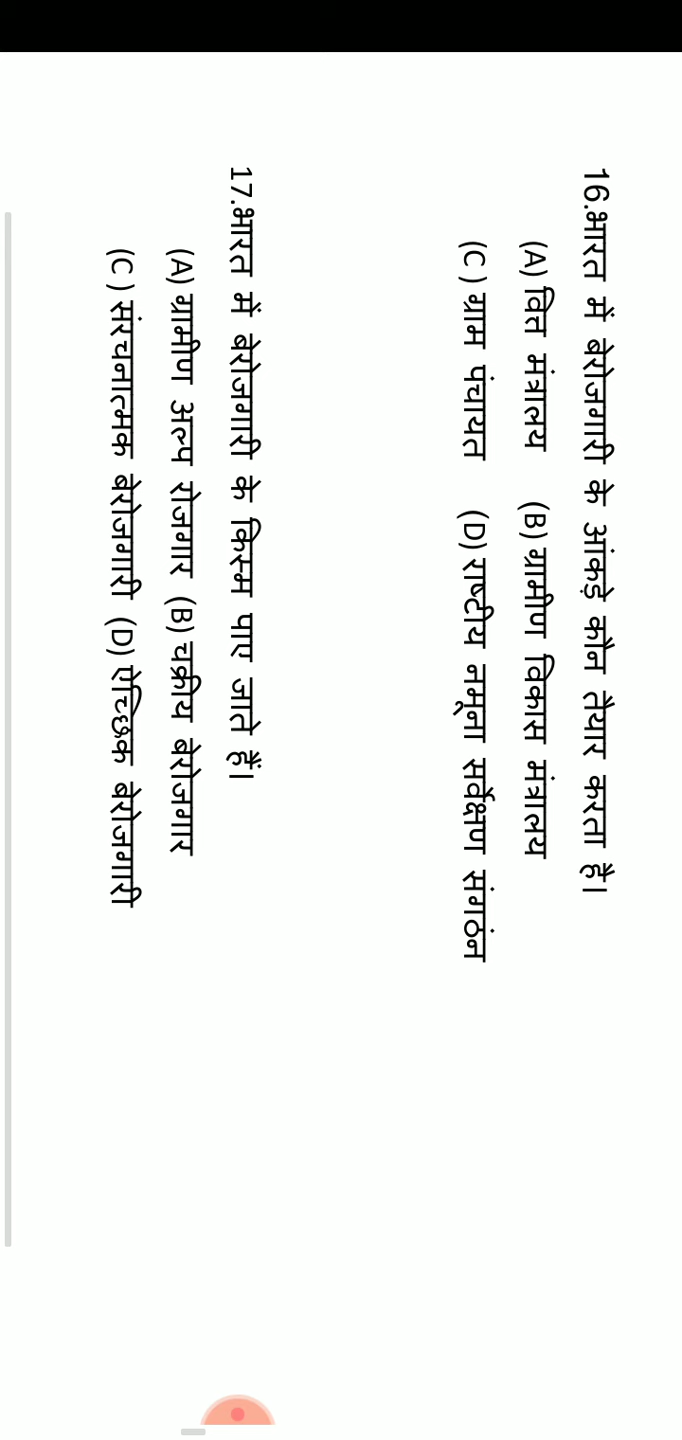 16.भारत में बेरोजगारी के आंकड़े कौन तैयार करता है।
(A) वित्त मंत्रालय (B) ग्रामीण विकास मंत्रालय
(C ) ग्राम पंचायत (D) राष्टीय नमूना सर्वेक्षण संगठंन
17.भारत में बेरोजगारी के किस्म पाए जाते हैं।
(A) ग्रामीण अल्प रोजगार (B) चक्रीय बेरोजगार
(C ) संरचनात्मक बेरोजगारी (D) ऐच्छिक बेरोजगारी